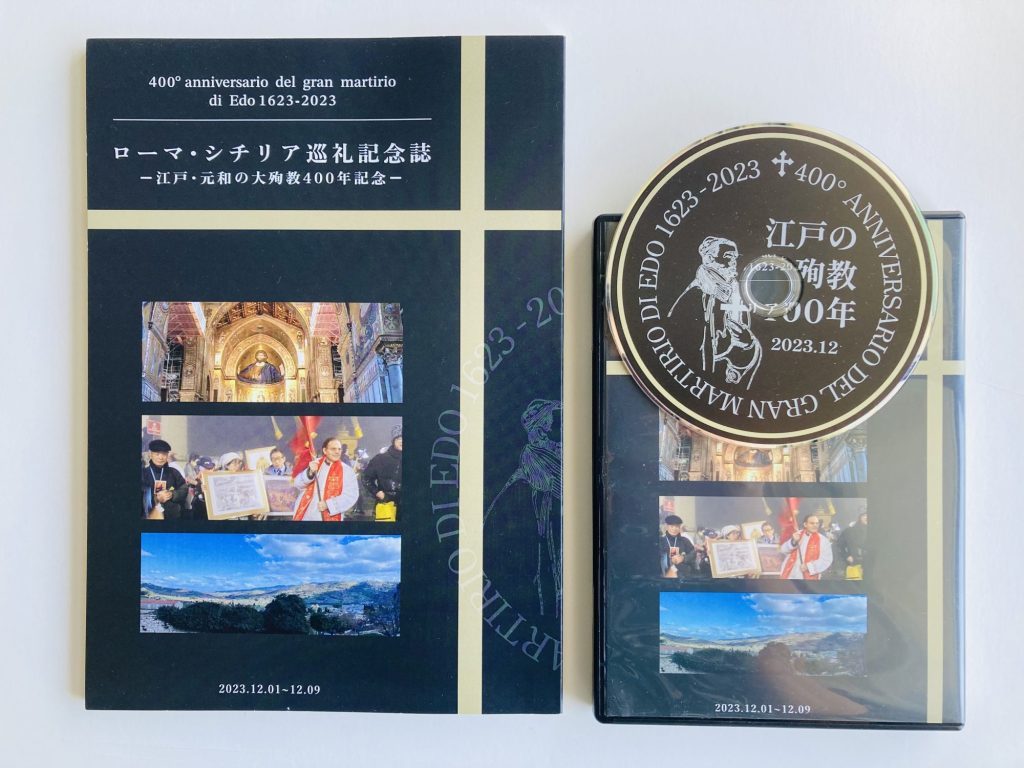 400° anniversario del gran martirio
di Edo 1623-2023
ローマ・シチリア巡礼記念誌
－江戸・元和の大殉教400年記念－
ARTIRIO DI EDO 1623-20
2023.12.01~12.09
400° ANNIVERSARIO DEL GRAN MARTIRIO DI EDO 1623-2023
江戸の
殉教
00年
2023.12
2023.12.01~12.09